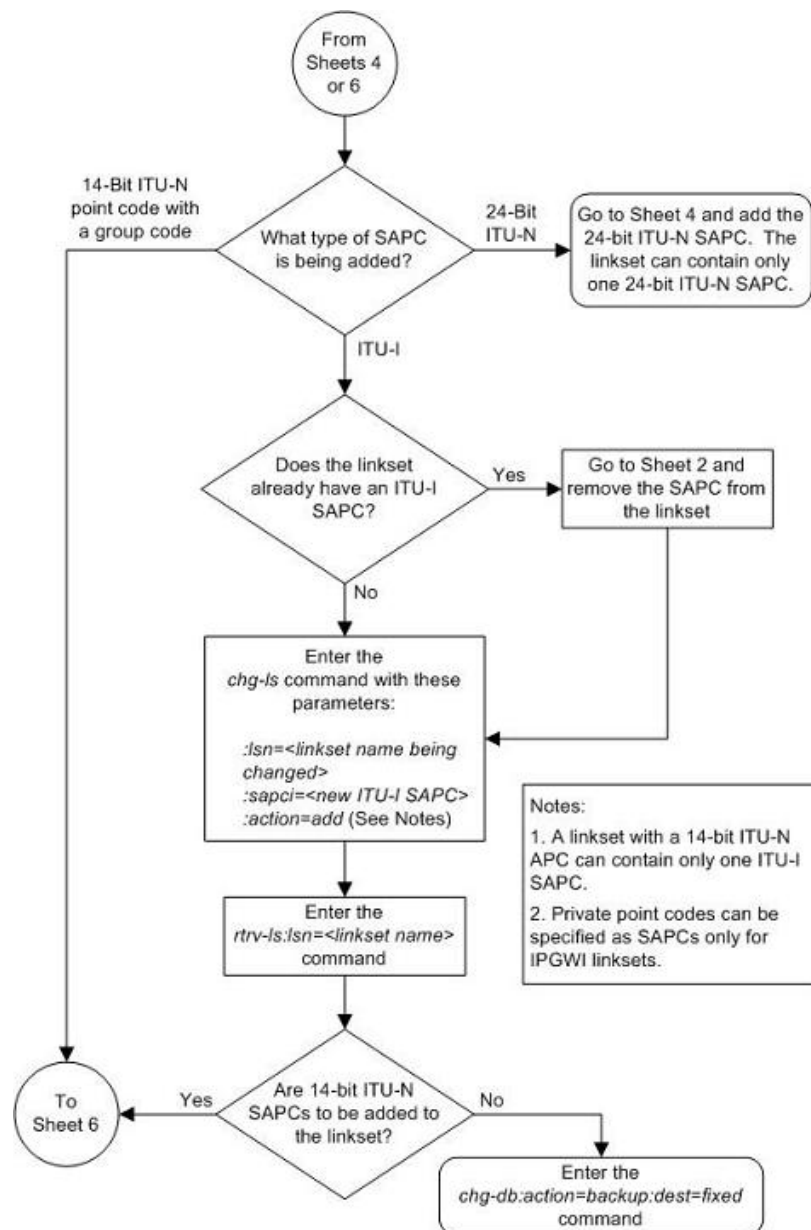 From
Sheets 4
or 6
14-Bit ITU-N
point code with
a group code
What type of SAPC
is being added?
24-Bit
ITU-N
Go to Sheet 4 and add the
24-bit ITU-N SAPC. The
linkset can contain only
one 24-bit ITU-N SAPC.
ITU-I
Does the linkset
already have an ITU-I
SAPC?
Yes
Go to Sheet 2 and
remove the SAPC from
the linkset
No
Enter the
chg-ls command with these
parameters:
:lsn=<linkset name being
changed>
:sapci=<new ITU-I SAPC>
:action=add (See Notes)
Notes:
1. A linkset with a 14-bit ITU-N
APC can contain only one ITU-I
SAPC.
2. Private point codes can be
specified as SAPCs only for
IPGWI linksets.
Enter the
rtrv-ls:lsn=<linkset name>
command
Are 14-bit ITU-N
SAPCs to be added to
the linkset?
Yes
To
Sheet 6
No
Enter the
chg-db:action=backup:dest=fixed
command